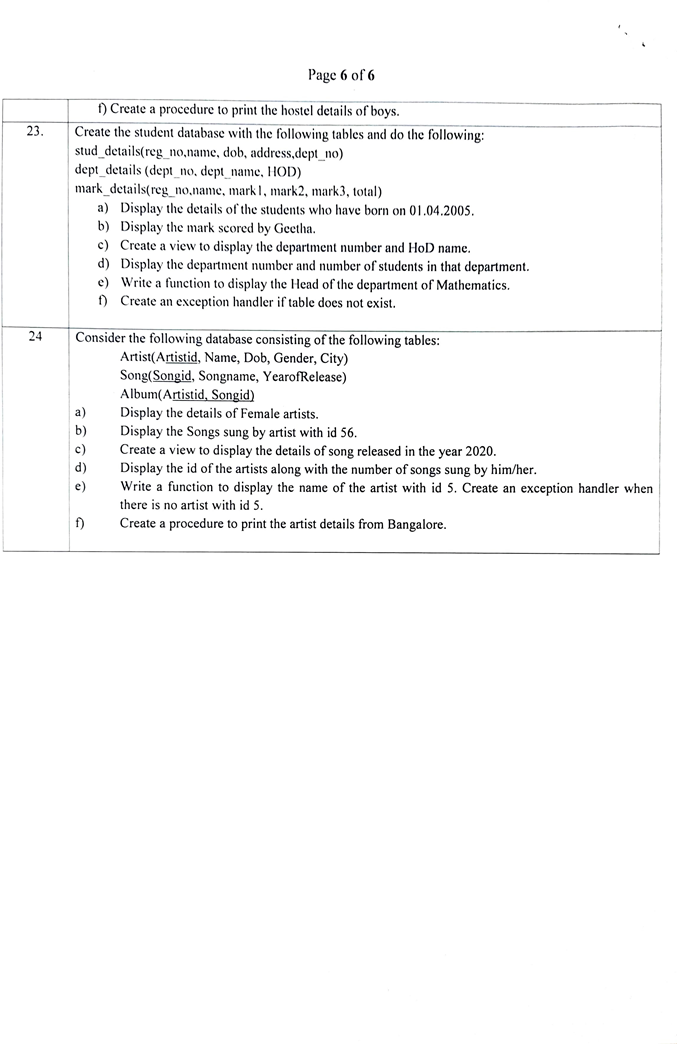 Page 6 of 6
f) Create a procedure to print the hostel details of boys.
23. Create the student database with the following tables and do the following:
stud_details(reg_no,name, dob, address,dept_no)
dept_details (dept_no, dept_name, HOD)
mark_details(reg_no,name, mark1, mark2, mark3, total)
a) Display the details of the students who have born on 01.04.2005.
b) Display the mark scored by Geetha.
c) Create a view to display the department number and HoD name.
d) Display the department number and number of students in that department.
e) Write a function to display the Head of the department of Mathematics.
f) Create an exception handler if table does not exist.
24 Consider the following database consisting of the following tables:
Artist(Artistid, Name, Dob, Gender, City)
Song(Songid, Songname, YearofRelease)
Album(Artistid, Songid)
a) Display the details of Female artists.
b) Display the Songs sung by artist with id 56.
c) Create a view to display the details of song released in the year 2020.
d) Display the id of the artists along with the number of songs sung by him/her.
e) Write a function to display the name of the artist with id 5. Create an exception handler when
there is no artist with id 5.
f) Create a procedure to print the artist details from Bangalore.